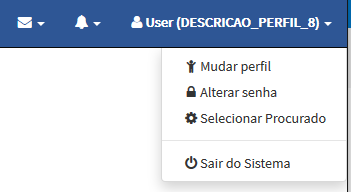 User (DESCRICAO_PERFIL_8)
Mudar perfil
Alterar senha
Selecionar Procurado
Sair do Sistema